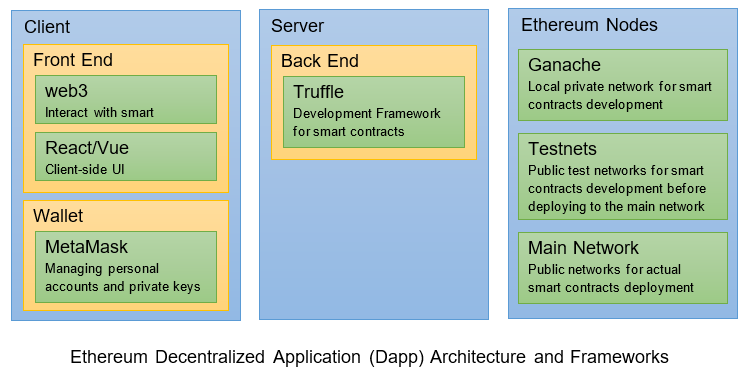 Client
Front End
web3
Interact with smart
React/Vue
Client-side UI
Wallet
MetaMask
Managing personal
accounts and private keys
Server
Back End
Truffle
Development Framework
for smart contracts
Ethereum Nodes
Ganache
Local private network for smart
contracts development
Testnets
Public test networks for smart
contracts development before
deploying to the main network
Main Network
Public networks for actual
smart contracts deployment
Ethereum Decentralized Application (Dapp) Architecture and Frameworks